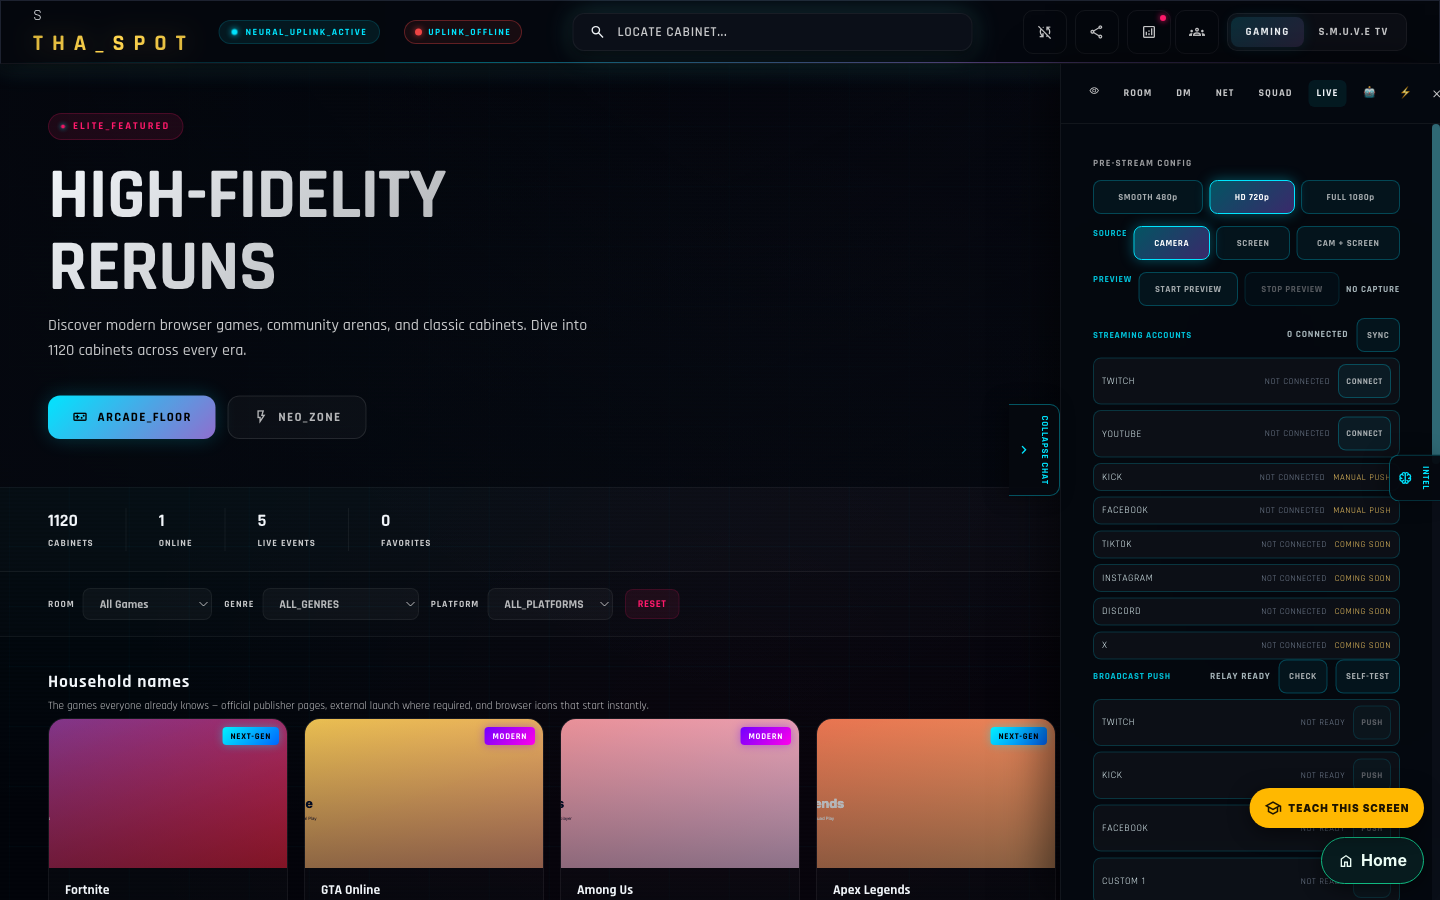 S
THA_SPOT
NEURAL_UPLINK_ACTIVE
UPLINK_OFFLINE
LOCATE CABINET...
GAMING
S.M.U.V.E TV
ELITE_FEATURED
HIGH-FIDELITY
RERUNS
Discover modern browser games, community arenas, and classic cabinets. Dive into
1120 cabinets across every era.
ARCADE_FLOOR
NEO_ZONE
COLLAPSE CHAT
1120
CABINETS
1
ONLINE
5
LIVE EVENTS
0
FAVORITES
ROOM
All Games
GENRE
ALL_GENRES
PLATFORM
ALL_PLATFORMS
RESET
Household names
The games everyone already knows — official publisher pages, external launch where required, and browser icons that start instantly.
NEXT-GEN
Fortnite
MODERN
e
GTA Online
MODERN
s
Among Us
NEXT-GEN
ends
Apex Legends
ROOM
DM
NET
SQUAD
LIVE
PRE-STREAM CONFIG
SMOOTH 480p
HD 720p
FULL 1080p
SOURCE
CAMERA
SCREEN
CAM + SCREEN
PREVIEW
START PREVIEW
STOP PREVIEW
NO CAPTURE
STREAMING ACCOUNTS
0 CONNECTED
SYNC
TWITCH
NOT CONNECTED
CONNECT
YOUTUBE
NOT CONNECTED
CONNECT
KICK
NOT CONNECTED
MANUAL PUSH
FACEBOOK
NOT CONNECTED
MANUAL PUSH
TIKTOK
NOT CONNECTED
COMING SOON
INSTAGRAM
NOT CONNECTED
COMING SOON
DISCORD
NOT CONNECTED
COMING SOON
X
NOT CONNECTED
COMING SOON
INTEL
BROADCAST PUSH
RELAY READY
CHECK
SELF-TEST
TWITCH
NOT READY
PUSH
KICK
NOT READY
PUSH
FACEBOOK
TEACH THIS SCREEN
CUSTOM 1
Home